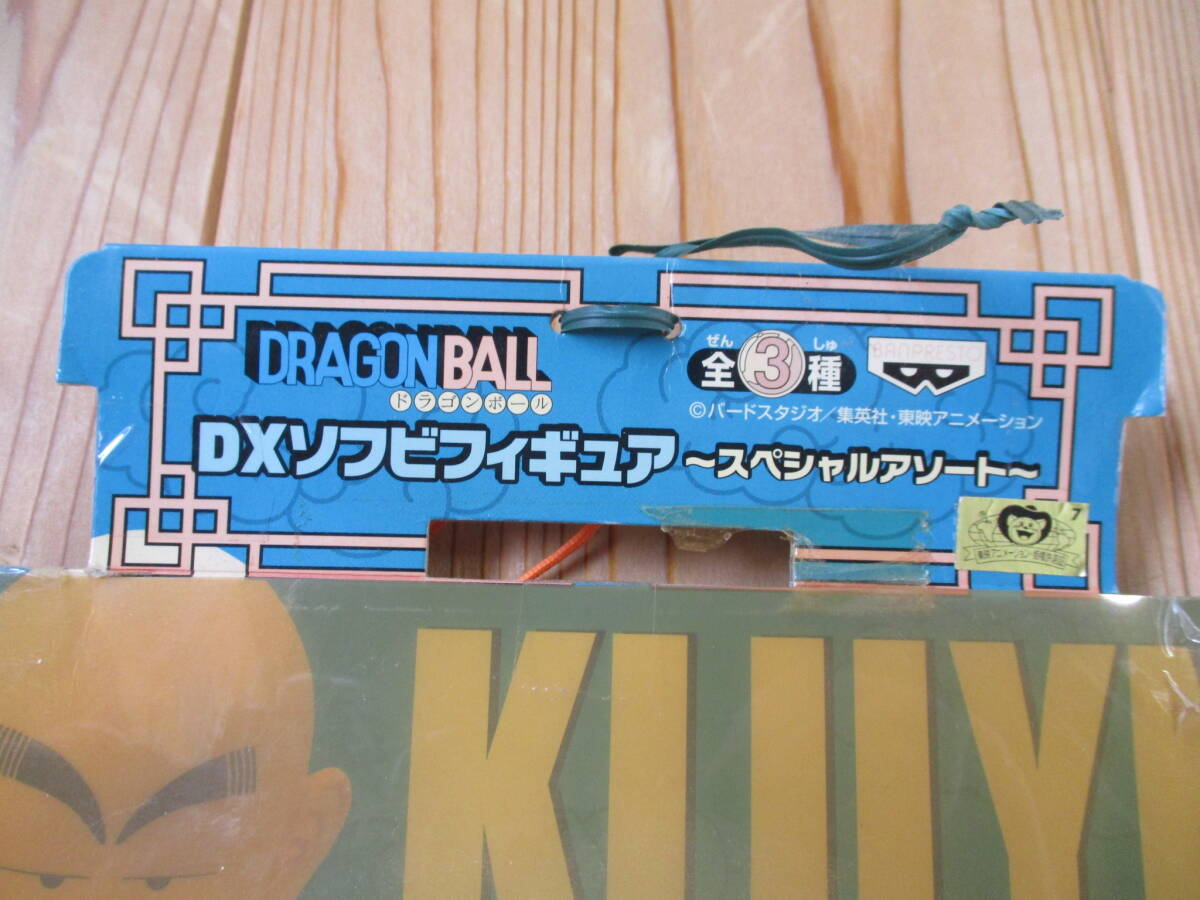 DRAGON BALL
ドラゴンボール
ぜん しゅ
全3種
BANPRESTO
©バードスタジオ/集英社・東映アニメーション
DXソフビフィギュア ～スペシャルアソート～
7